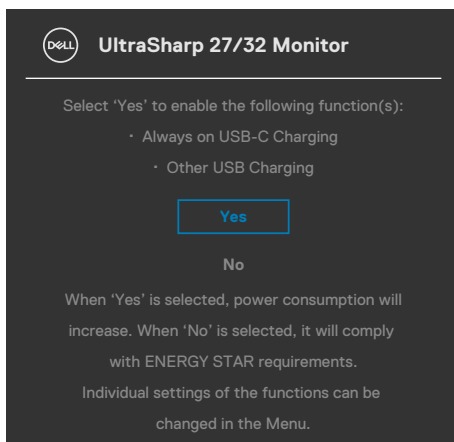 DELL UltraSharp 27/32 Monitor
Select ‘Yes’ to enable the following function(s):
· Always on USB-C Charging
· Other USB Charging
Yes
No
When ‘Yes’ is selected, power consumption will
increase. When ‘No’ is selected, it will comply
with ENERGY STAR requirements.
Individual settings of the functions can be
changed in the Menu.